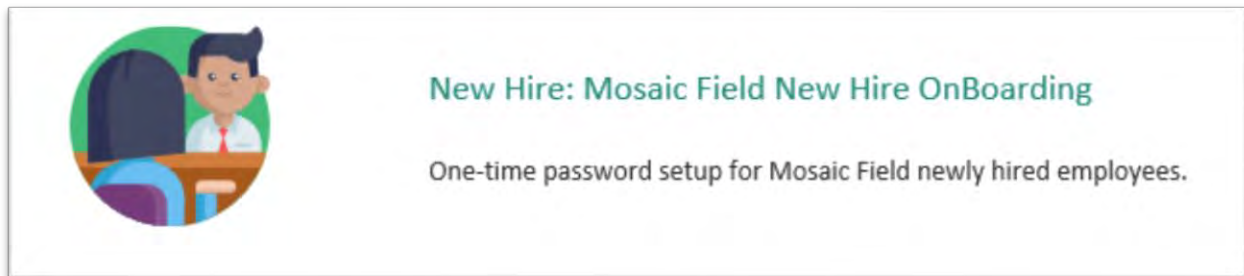 New Hire: Mosaic Field New Hire OnBoarding
One-time password setup for Mosaic Field newly hired employees.